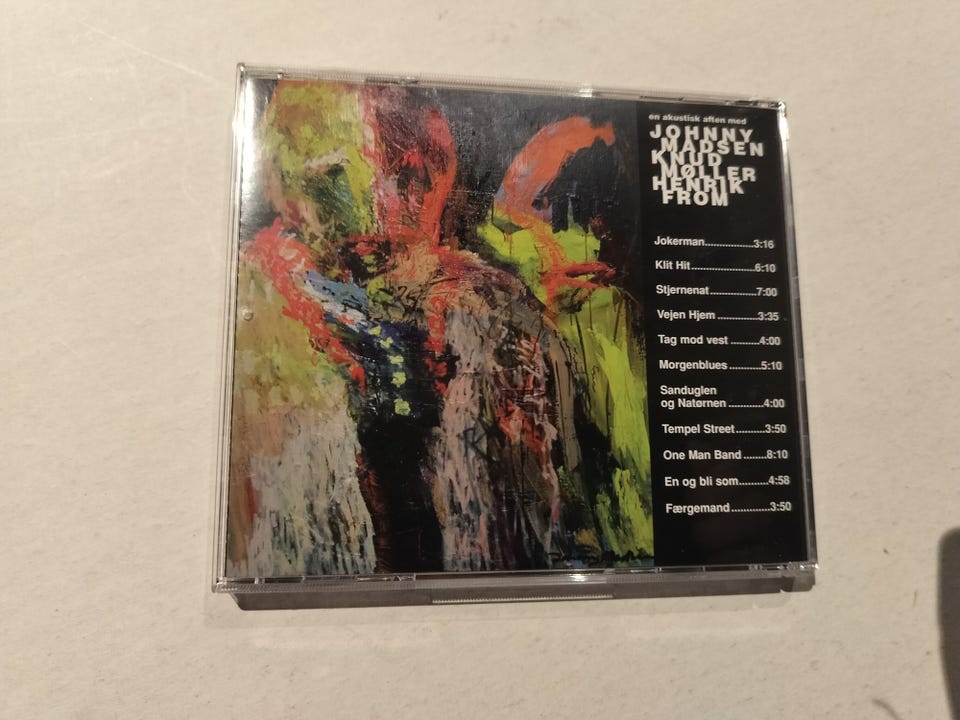 en akustisk aften med
JOHNNY
MADSEN
KNUD
MØLLER
HENRIK
FROM
Jokerman................3:16
Klit Hit.....................6:10
Stjernenat...............7:00
Vejen Hjem .............3:35
Tag mod vest .........4:00
Morgenblues ..........5:10
Sanduglen
og Natørnen ...........4:00
Tempel Street..........3:50
One Man Band .......8:10
En og bli som..........4:58
Færgemand.............3:50